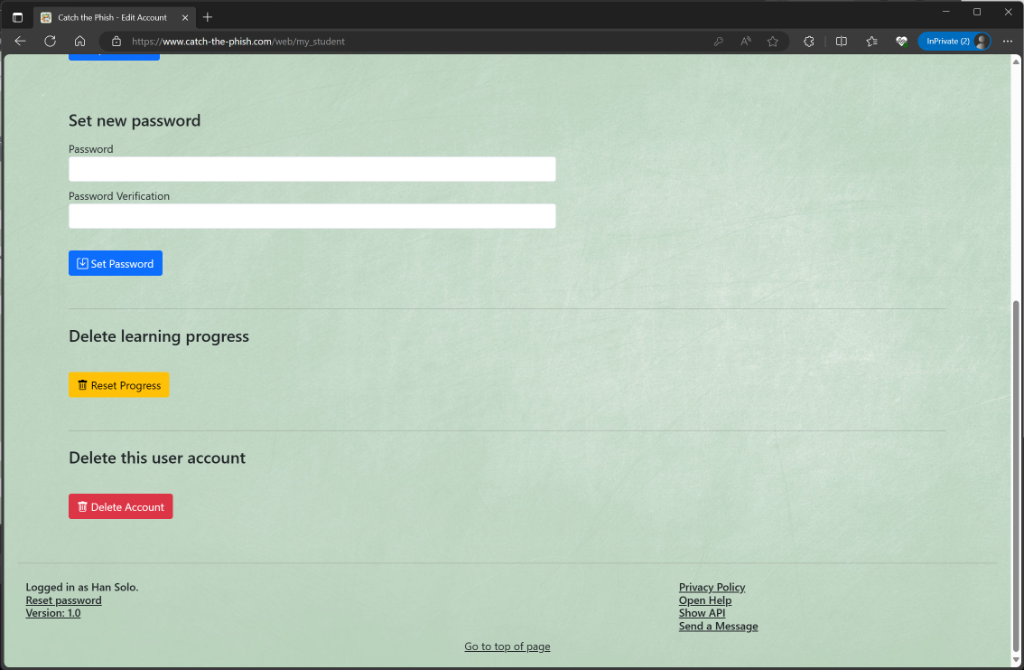 Catch the Phish - Edit Account
https://www.catch-the-phish.com/web/my_student
InPrivate (2)
Set new password
Password
Password Verification
Set Password
Delete learning progress
Reset Progress
Delete this user account
Delete Account
Logged in as Han Solo.
Reset password
Version: 1.0
Privacy Policy
Open Help
Show API
Send a Message
Go to top of page